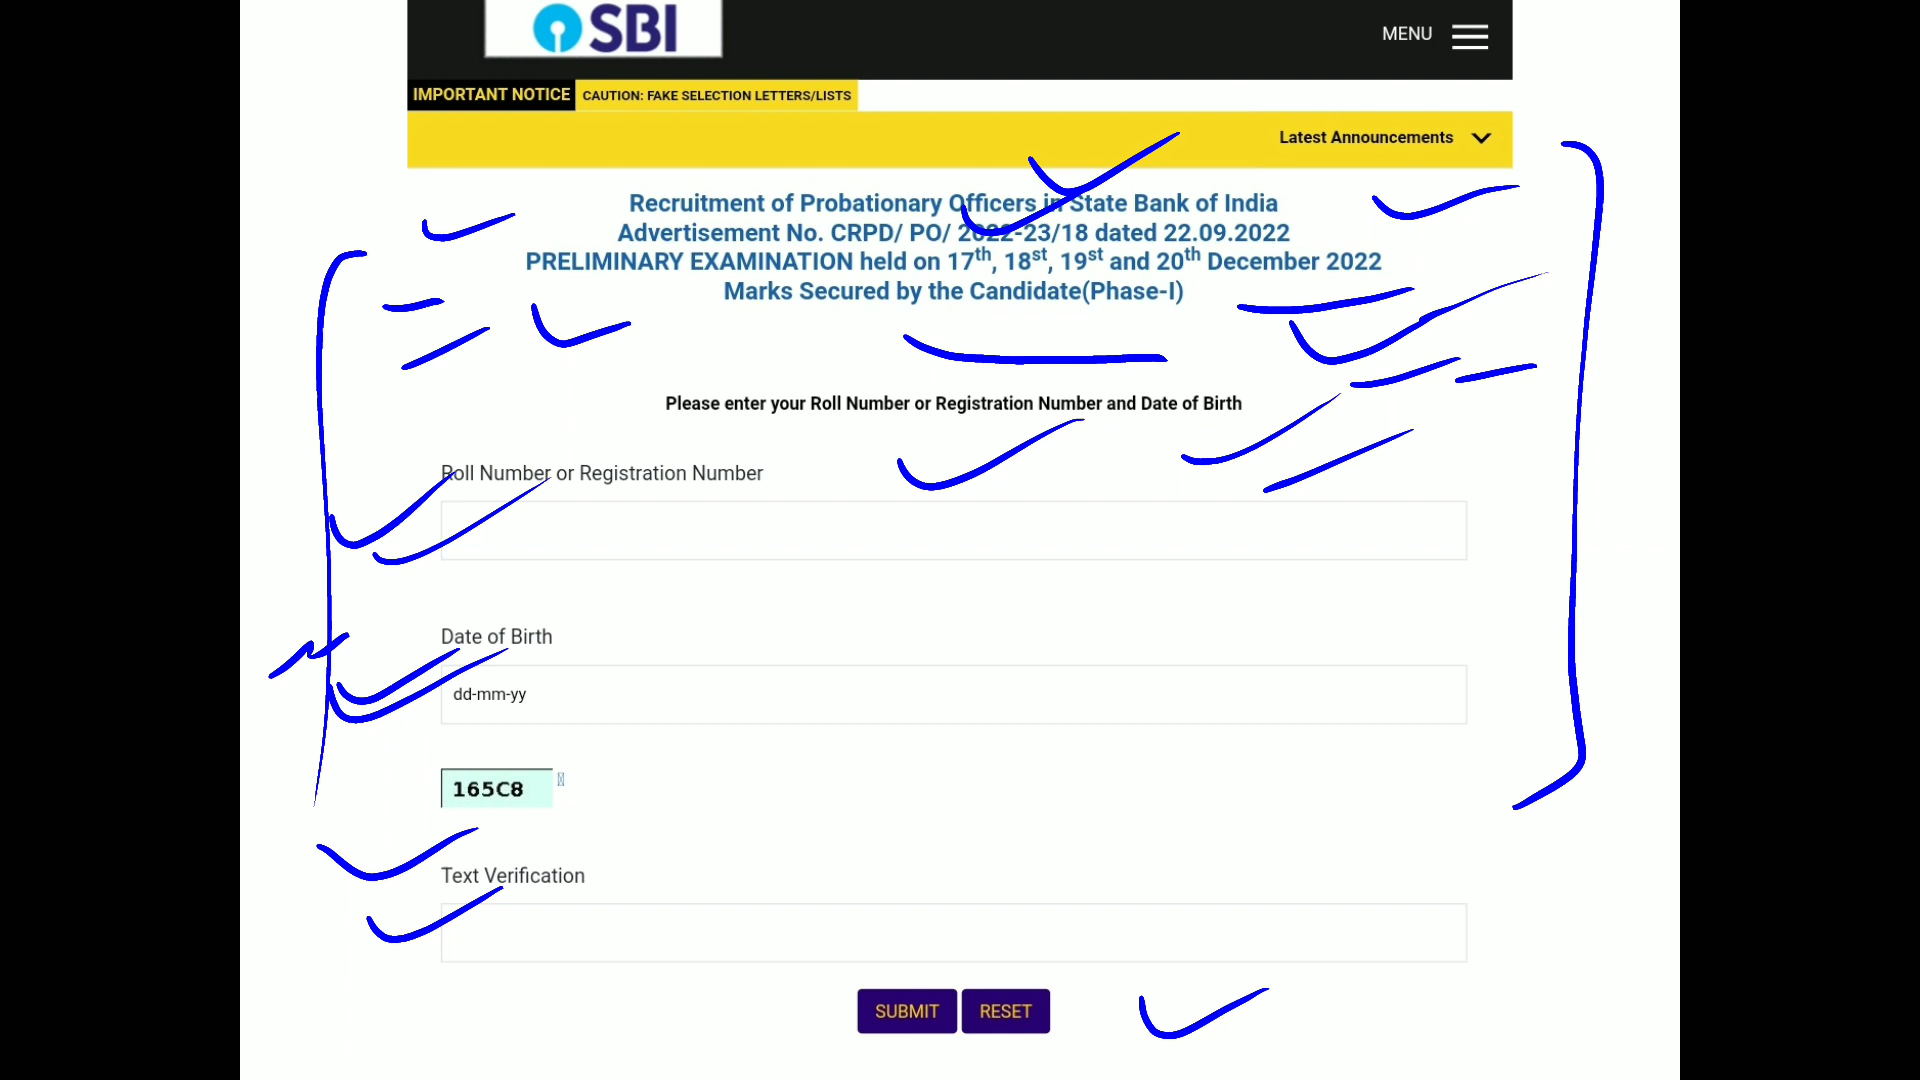 SBI
MENU
IMPORTANT NOTICE CAUTION: FAKE SELECTION LETTERS/LISTS
Latest Announcements
Recruitment of Probationary Officers in State Bank of India
Advertisement No. CRPD/ PO/ 2022-23/18 dated 22.09.2022
PRELIMINARY EXAMINATION held on 17th, 18st, 19st and 20th December 2022
Marks Secured by the Candidate(Phase-I)
Please enter your Roll Number or Registration Number and Date of Birth
Roll Number or Registration Number
Date of Birth
dd-mm-yy
165C8
Text Verification
SUBMIT RESET